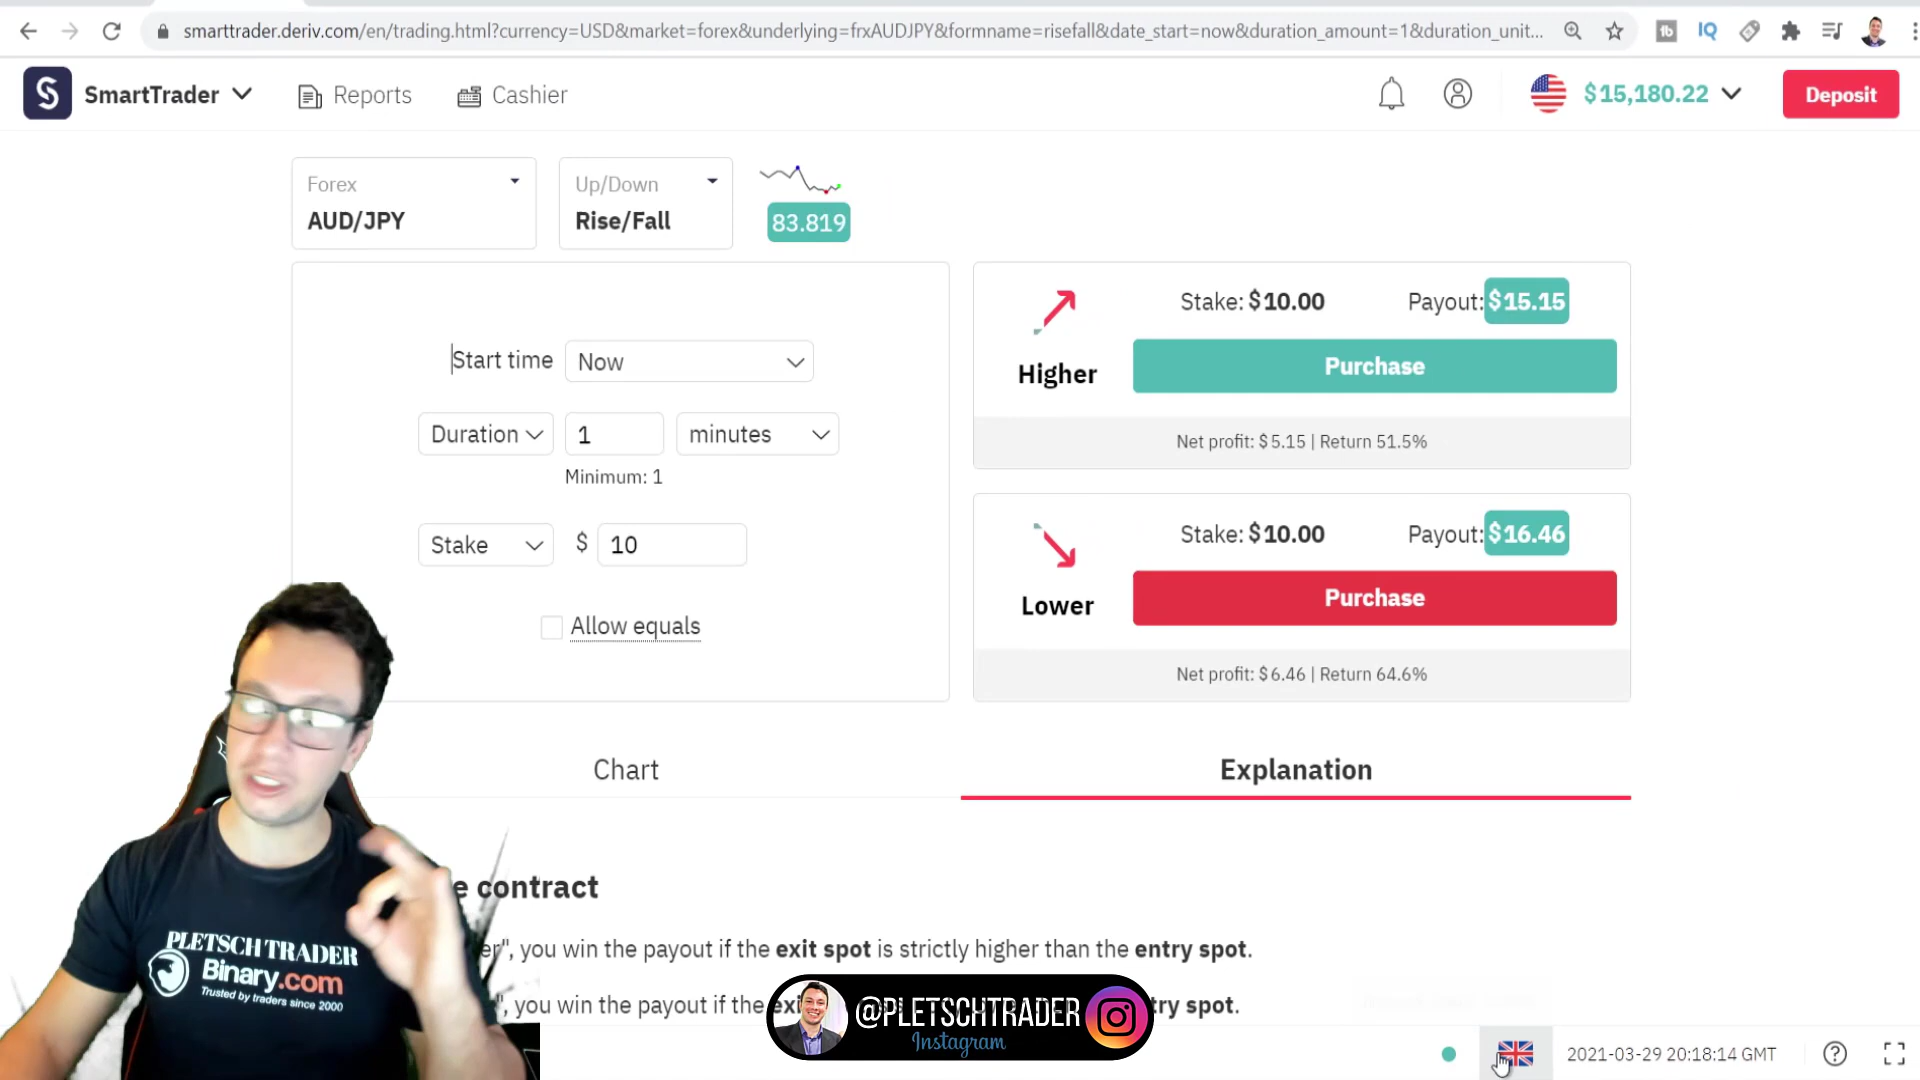 smarttrader.deriv.com/en/trading.html?currency=USD&market=forex&underlying=frxAUDJPY&formname=risefall&date_start=now&duration_amount=1&duration_unit...
IQ
S SmartTrader
Reports
Cashier
$15,180.22
Deposit
Forex
AUD/JPY
Up/Down
Rise/Fall
83.819
Start time
Now
Duration
1
minutes
Minimum: 1
Stake
$
10
Allow equals
Higher
Stake: $10.00
Payout: $15.15
Purchase
Net profit: $5.15 | Return 51.5%
Lower
Stake: $10.00
Payout: $16.46
Purchase
Net profit: $6.46 | Return 64.6%
Chart
Explanation
e contract
er", you win the payout if the exit spot is strictly higher than the entry spot.
", you win the payout if the exi
try spot.
PLETSCH TRADER
Binary.com
Trusted by traders since 2000
@PLETSCHTRADER
Instagram
2021-03-29 20:18:14 GMT